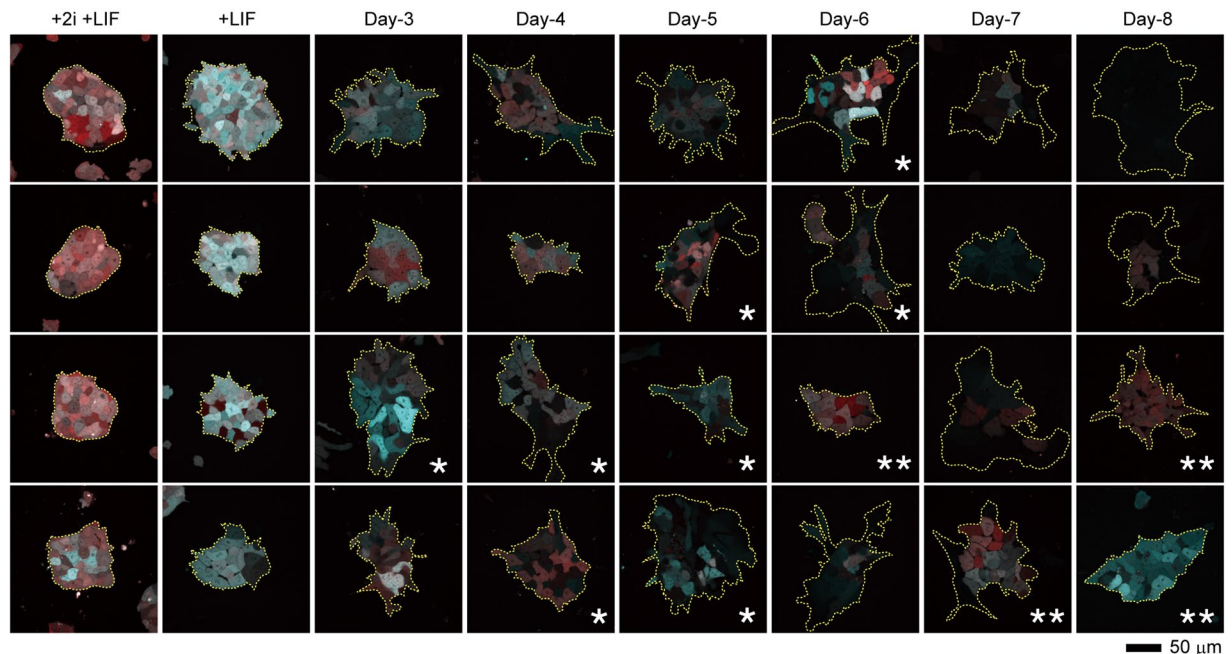 +2i +LIF +LIF Day-3 Day-4 Day-5 Day-6 Day-7 Day-8
*
* *
* * * ** **
* * ** **
50 μm